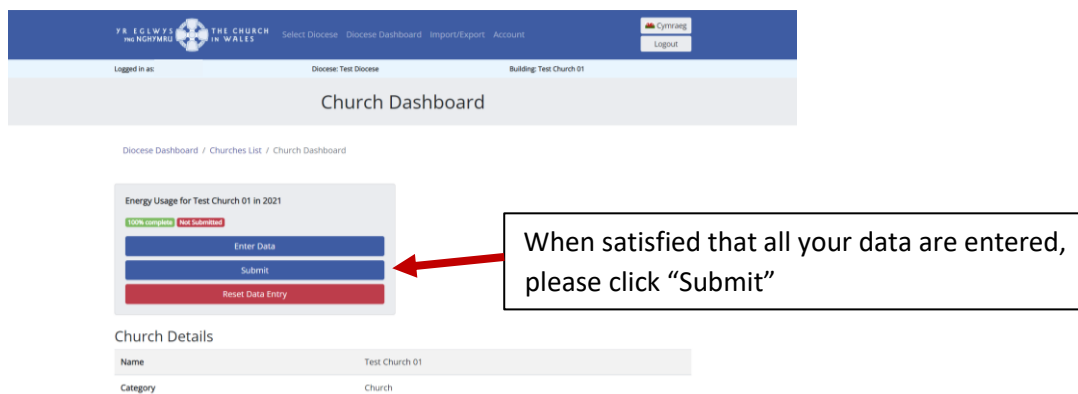 YR EGLWYS THE CHURCH
YNG NGHYMRU IN WALES
Select Diocese Diocese Dashboard Import/Export Account
Cymraeg
Logout
Logged in as: Diocese: Test Diocese Building: Test Church 01
Church Dashboard
Diocese Dashboard / Churches List / Church Dashboard
Energy Usage for Test Church 01 in 2021
100% complete Not Submitted
Enter Data
Submit
Reset Data Entry
When satisfied that all your data are entered,
please click “Submit”
Church Details
Name Test Church 01
Category Church